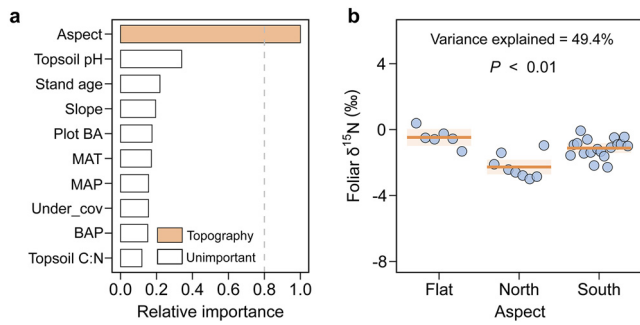 a
Aspect
Topsoil pH
Stand age
Slope
Plot BA
MAT
MAP
Under_cov
BAP
Topsoil C:N
Topography
Unimportant
0.0 0.2 0.4 0.6 0.8 1.0
Relative importance
b
Variance explained = 49.4%
P < 0.01
4
0
-4
-8
Foliar δ¹⁵N (‰)
Flat North South
Aspect